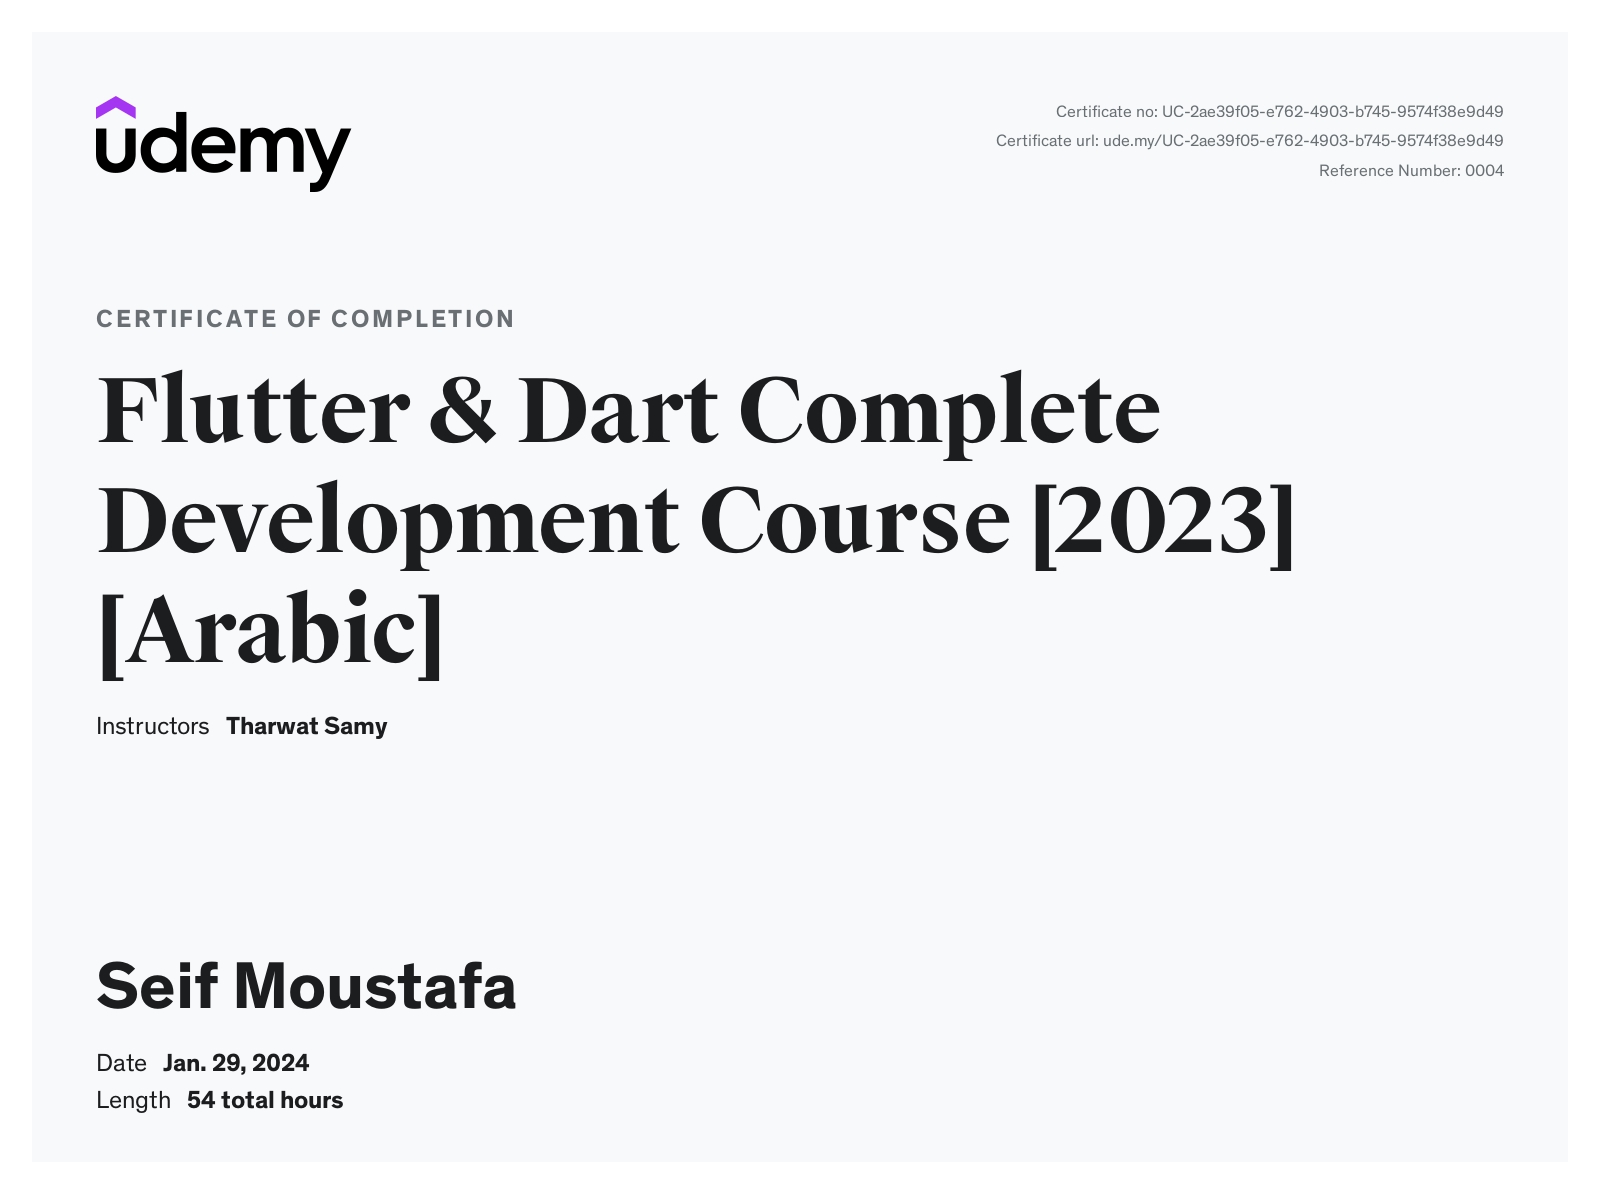 udemy
Certificate no: UC-2ae39f05-e762-4903-b745-9574f38e9d49
Certificate url: ude.my/UC-2ae39f05-e762-4903-b745-9574f38e9d49
Reference Number: 0004
CERTIFICATE OF COMPLETION
Flutter & Dart Complete
Development Course [2023]
[Arabic]
Instructors Tharwat Samy
Seif Moustafa
Date Jan. 29, 2024
Length 54 total hours